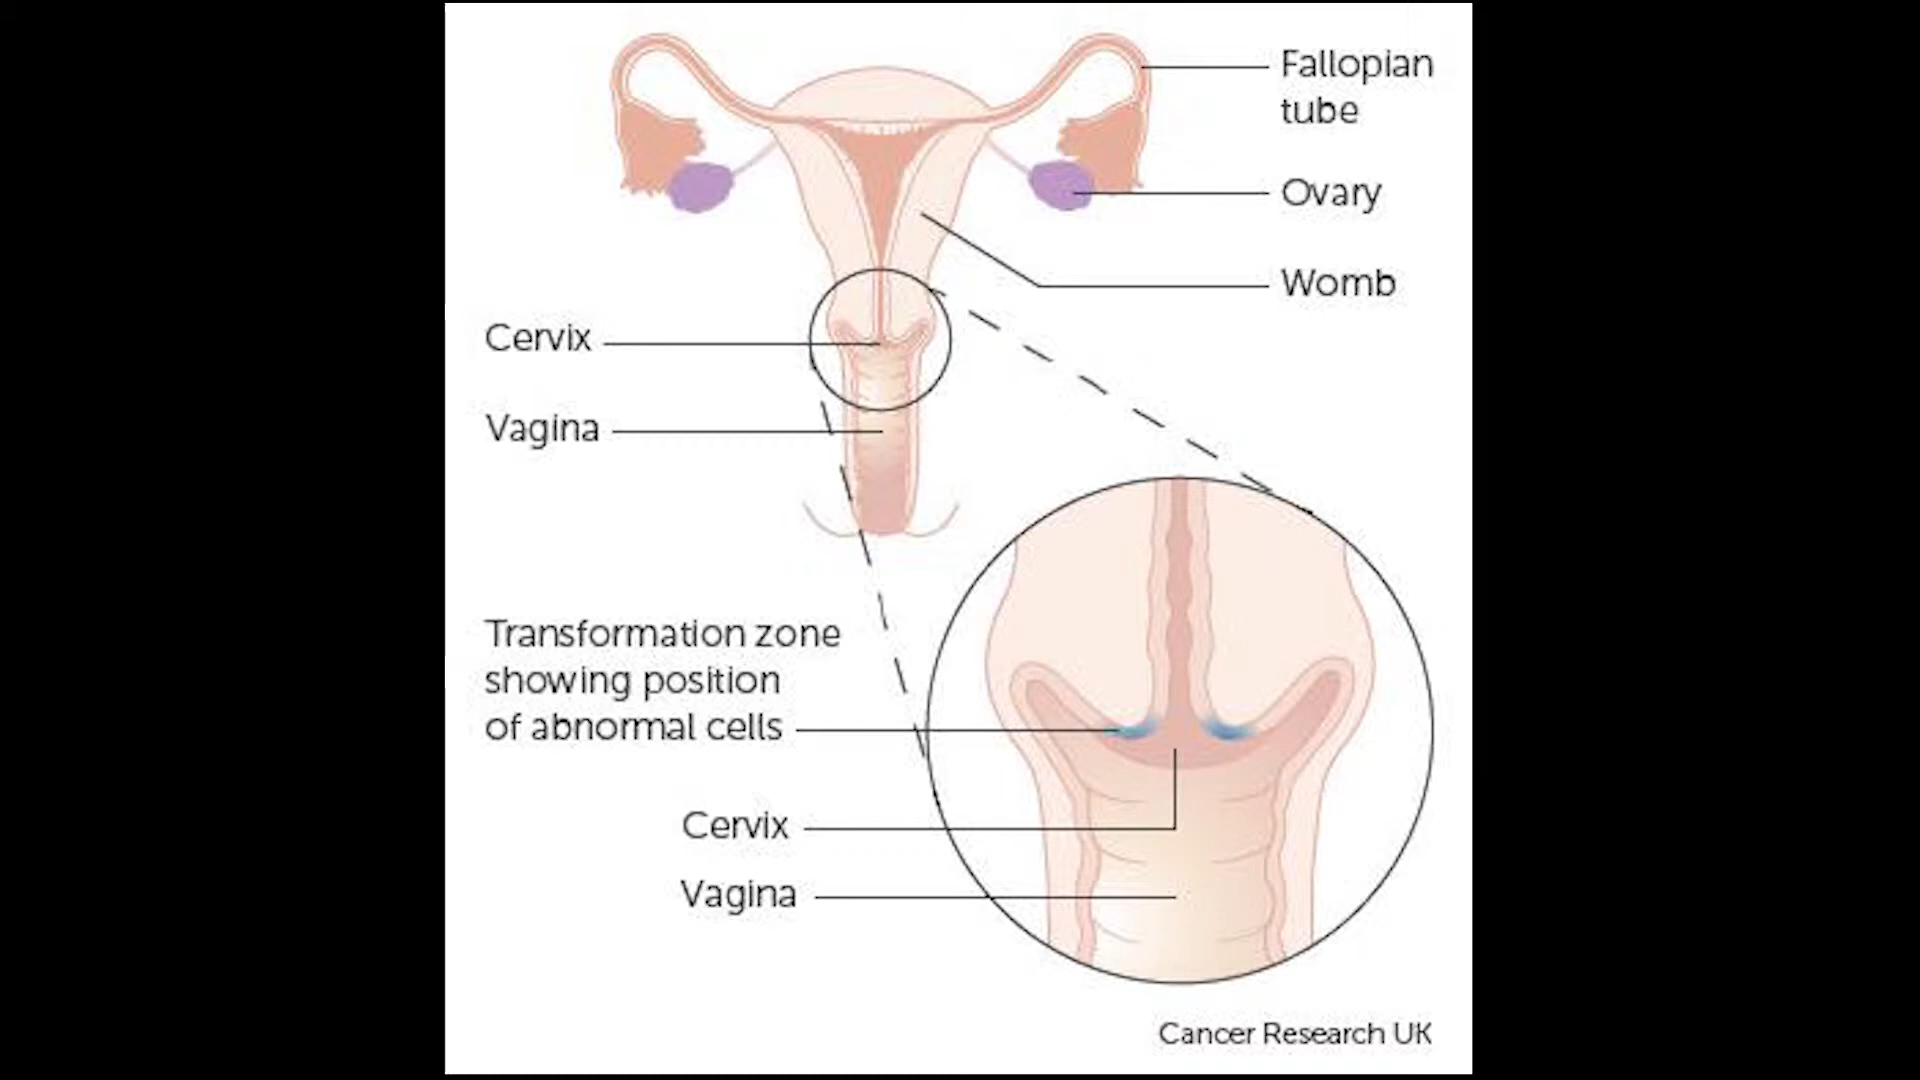 Fallopian
tube
Ovary
Womb
Cervix
Vagina
Transformation zone
showing position
of abnormal cells
Cervix
Vagina
Cancer Research UK